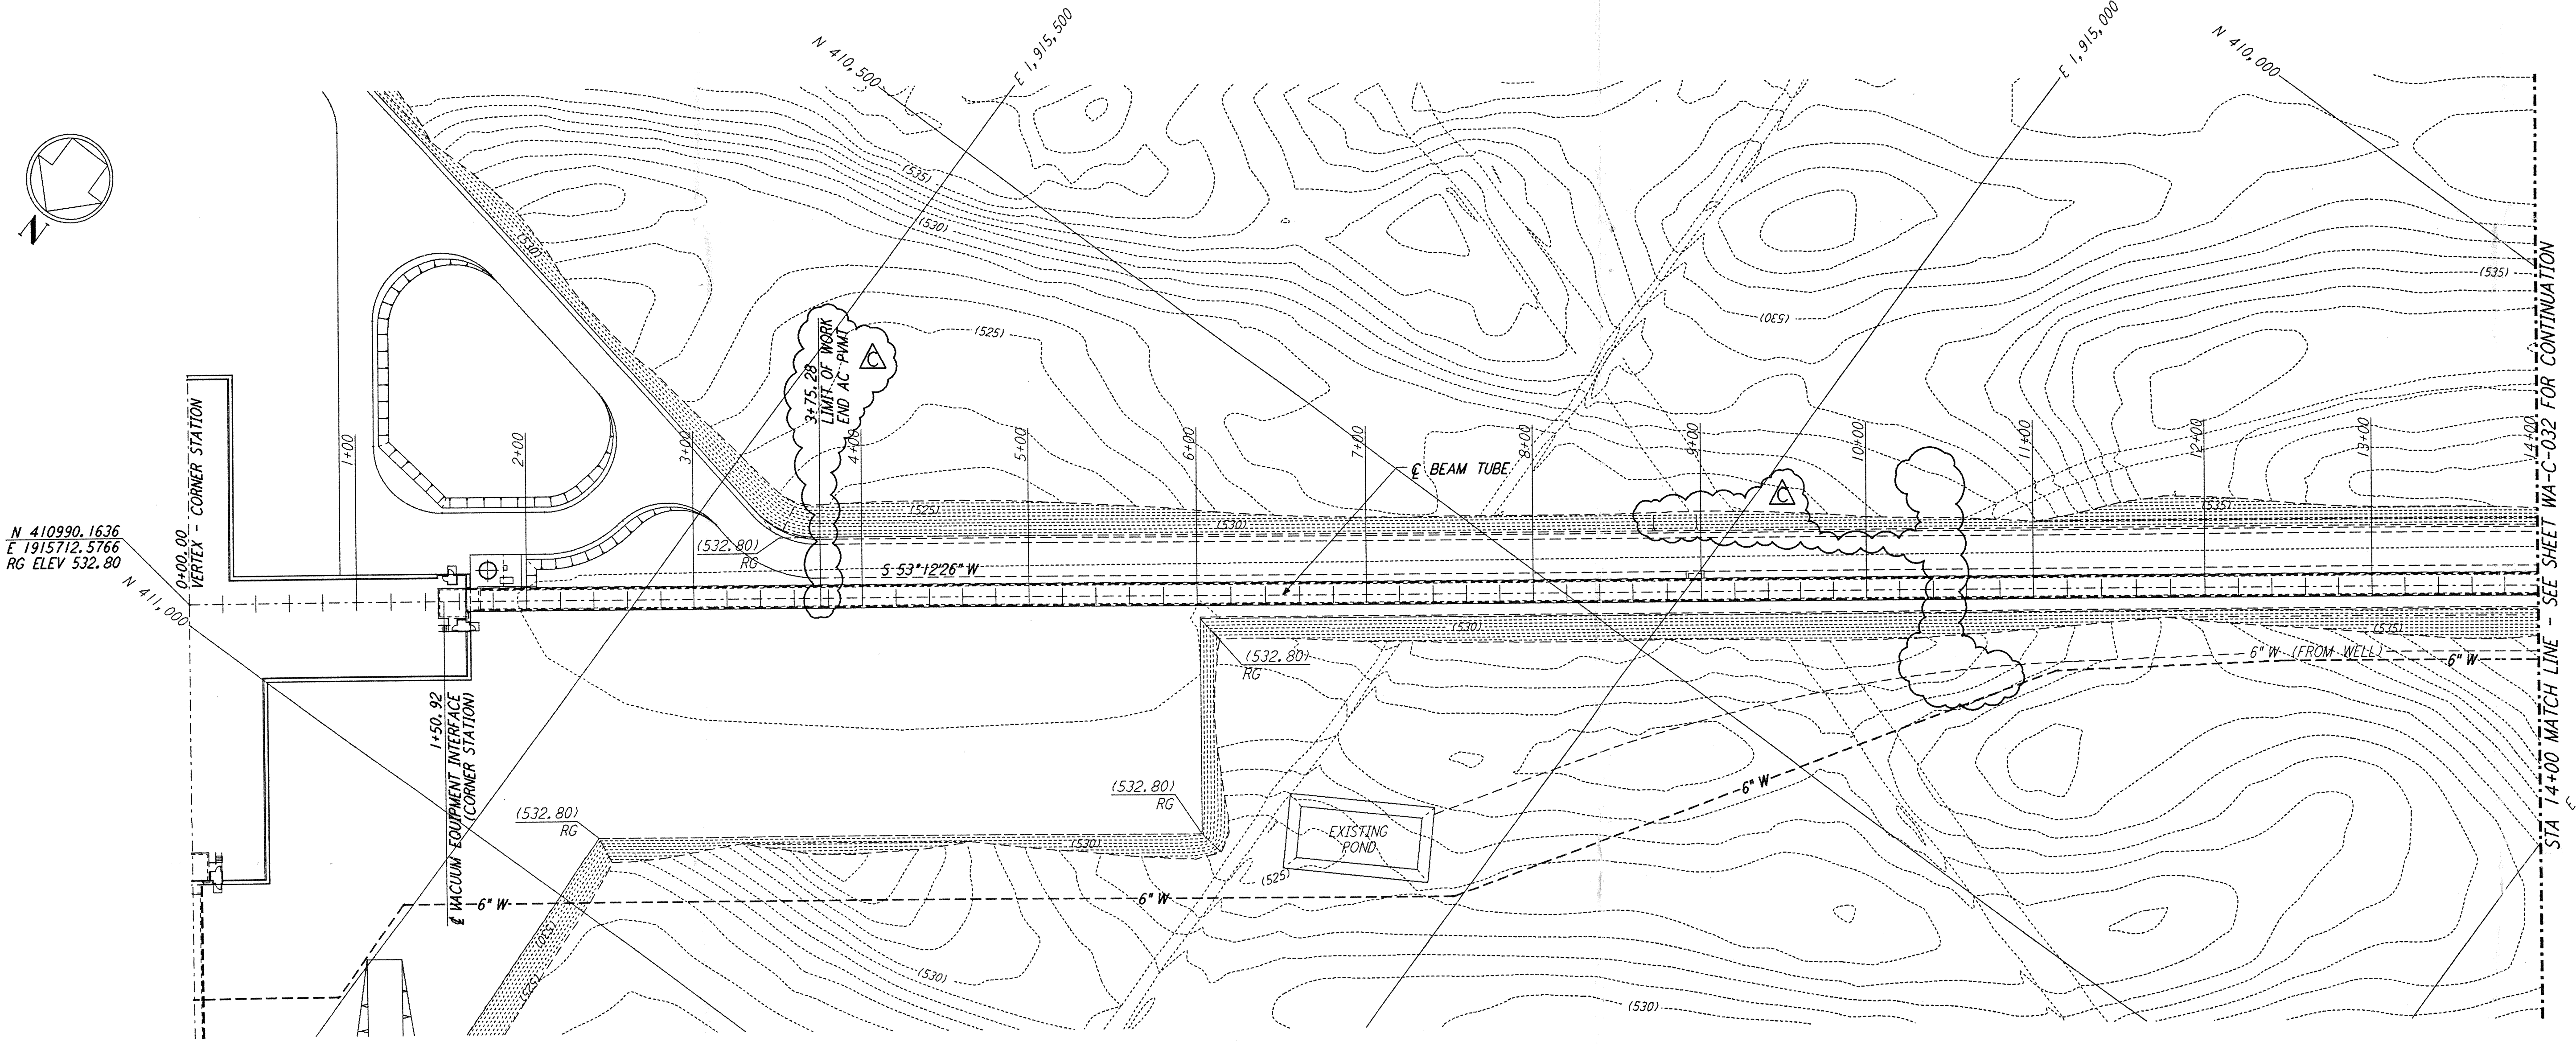 N 410,500
E 1,915,500
E 1,915,000
N 410,000
N
(535)
(530)
(530)
(525)
(530)
(535)
3+75.28
LIMIT OF WORK
END AC PVMT
C
0+00.00
VERTEX - CORNER STATION
1+00
2+00
3+00
4+00
5+00
6+00
7+00
8+00
9+00
10+00
11+00
12+00
13+00
14+00
℄ BEAM TUBE
C
N 410990.1636
E 1915712.5766
RG ELEV 532.80
N 411,000
(525)
(530)
(535)
(532.80)
RG
S 53°12'26" W
(530)
(535)
(532.80)
RG
6" W (FROM WELL)
6" W
1+50.92
℄ VACUUM EQUIPMENT INTERFACE
(CORNER STATION)
6" W
(532.80)
RG
(532.80)
RG
EXISTING
POND
(530)
(525)
6" W
6" W
(530)
(525)
(530)
(530)
STA 14+00 MATCH LINE - SEE SHEET WA-C-032 FOR CONTINUATION
E